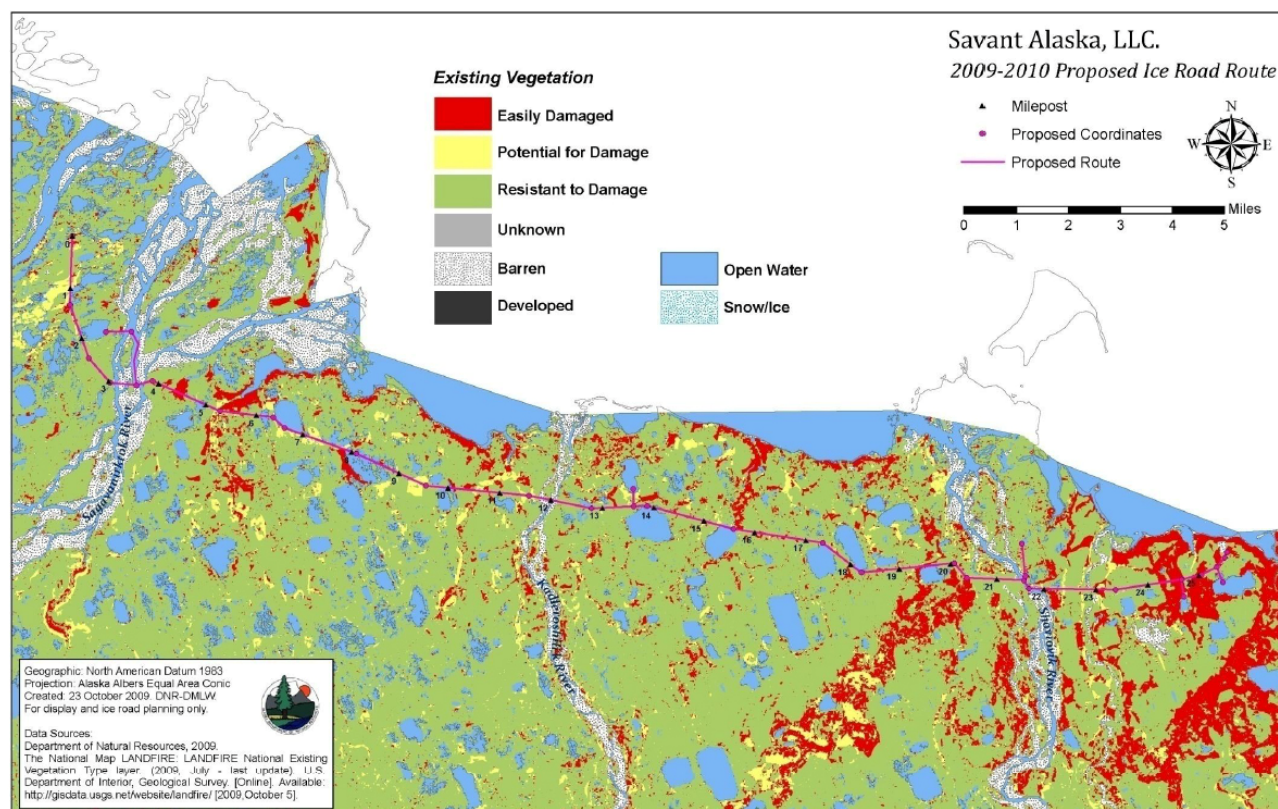 Savant Alaska, LLC.
2009-2010 Proposed Ice Road Route
Milepost
Proposed Coordinates
Proposed Route
N
W
E
S
0 1 2 3 4 5
Miles
Existing Vegetation
Easily Damaged
Potential for Damage
Resistant to Damage
Unknown
Barren
Developed
Open Water
Snow/Ice
0
1
2
3
4
5
6
9
10
11
12
13
14
15
16
17
18
19
20
21
22
23
24
Sagavanirktok River
Kadleroshilik River
Shaviovik River
Geographic: North American Datum 1983
Projection: Alaska Albers Equal Area Conic
Created: 23 October 2009. DNR-DMLW.
For display and ice road planning only.
Data Sources:
Department of Natural Resources, 2009.
The National Map LANDFIRE: LANDFIRE National Existing
Vegetation Type layer. (2009, July - last update). U.S.
Department of Interior, Geological Survey. [Online]. Available:
http://gisdata.usgs.net/website/landfire/ [2009,October 5].